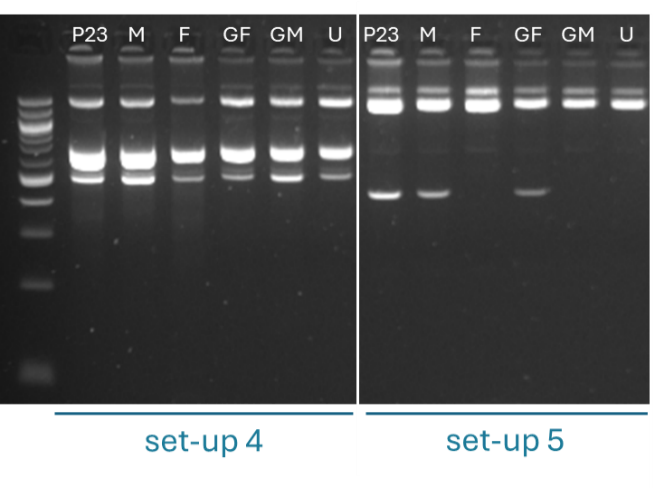 P23 M F GF GM U P23 M F GF GM U
set-up 4 set-up 5